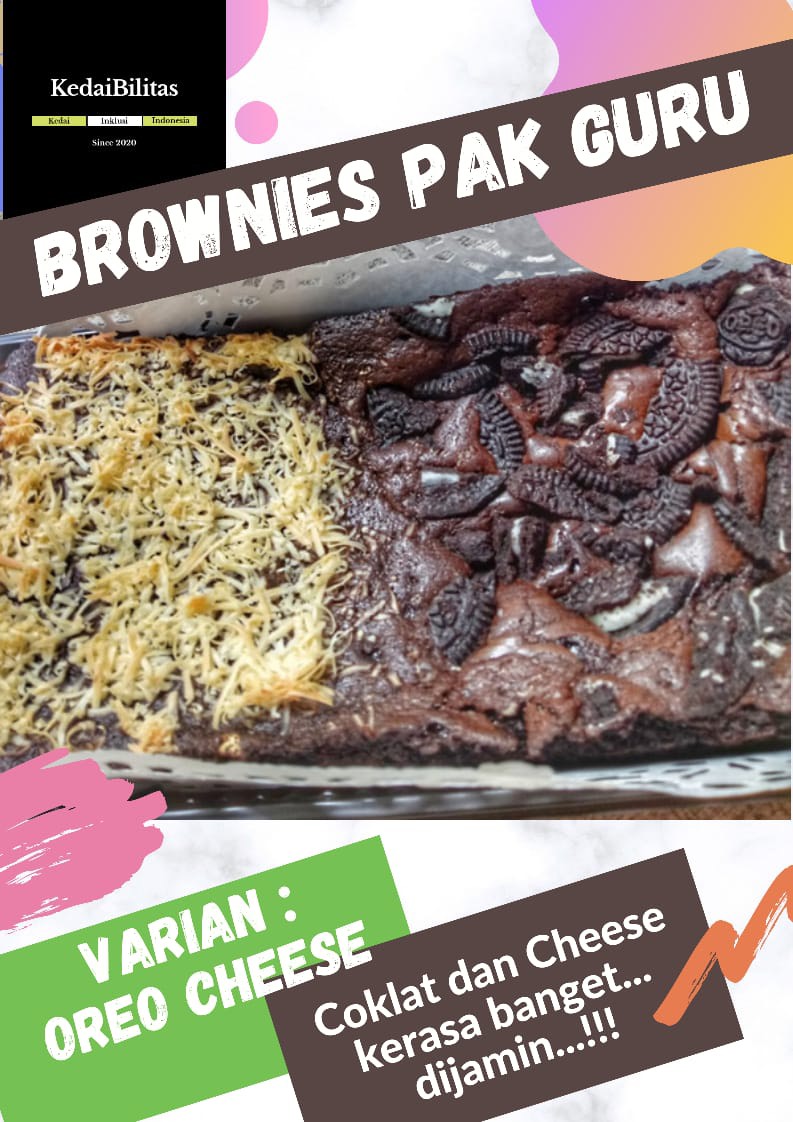 KedaiBilitas
Kedai Inklusi Indonesia
Since 2020
BROWNIES PAK GURU
VARIAN :
OREO CHEESE
Coklat dan Cheese
kerasa banget...
dijamin...!!!